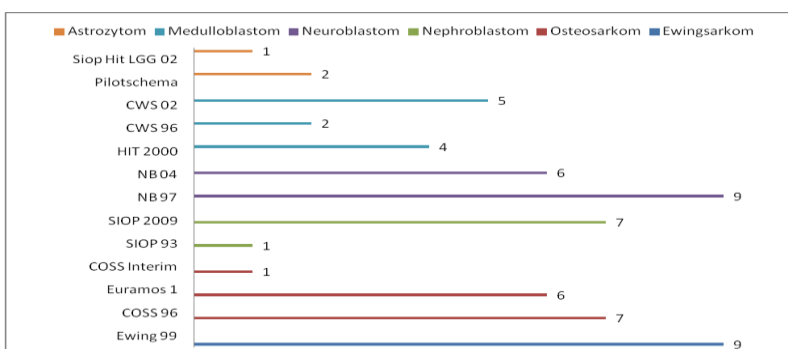 Astrozytom Medulloblastom Neuroblastom Nephroblastom Osteosarkom Ewingsarkom
Siop Hit LGG 02 1
Pilotschema 2
CWS 02 5
CWS 96 2
HIT 2000 4
NB 04 6
NB 97 9
SIOP 2009 7
SIOP 93 1
COSS Interim 1
Euramos 1 6
COSS 96 7
Ewing 99 9